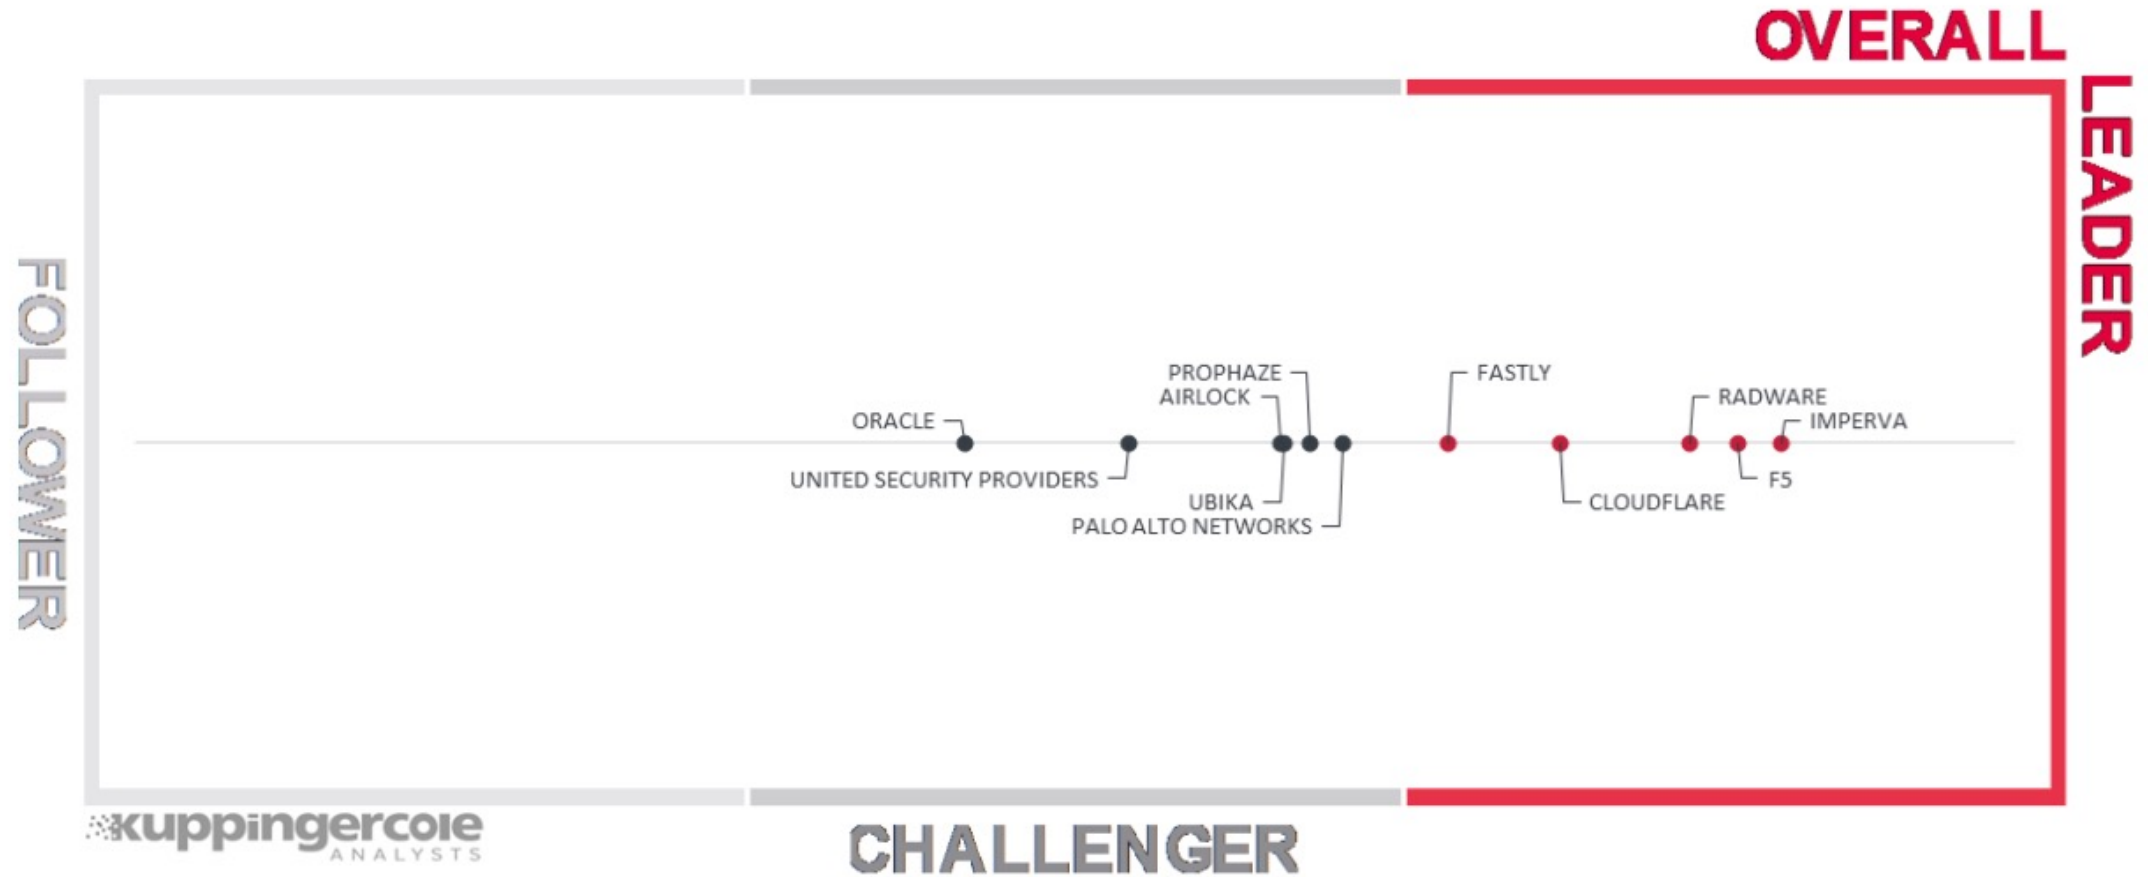 OVERALL
LEADER
FOLLOWER
PROPHAZE
FASTLY
AIRLOCK
RADWARE
ORACLE
IMPERVA
UNITED SECURITY PROVIDERS
F5
UBIKA
CLOUDFLARE
PALO ALTO NETWORKS
kuppingercole
ANALYSTS
CHALLENGER